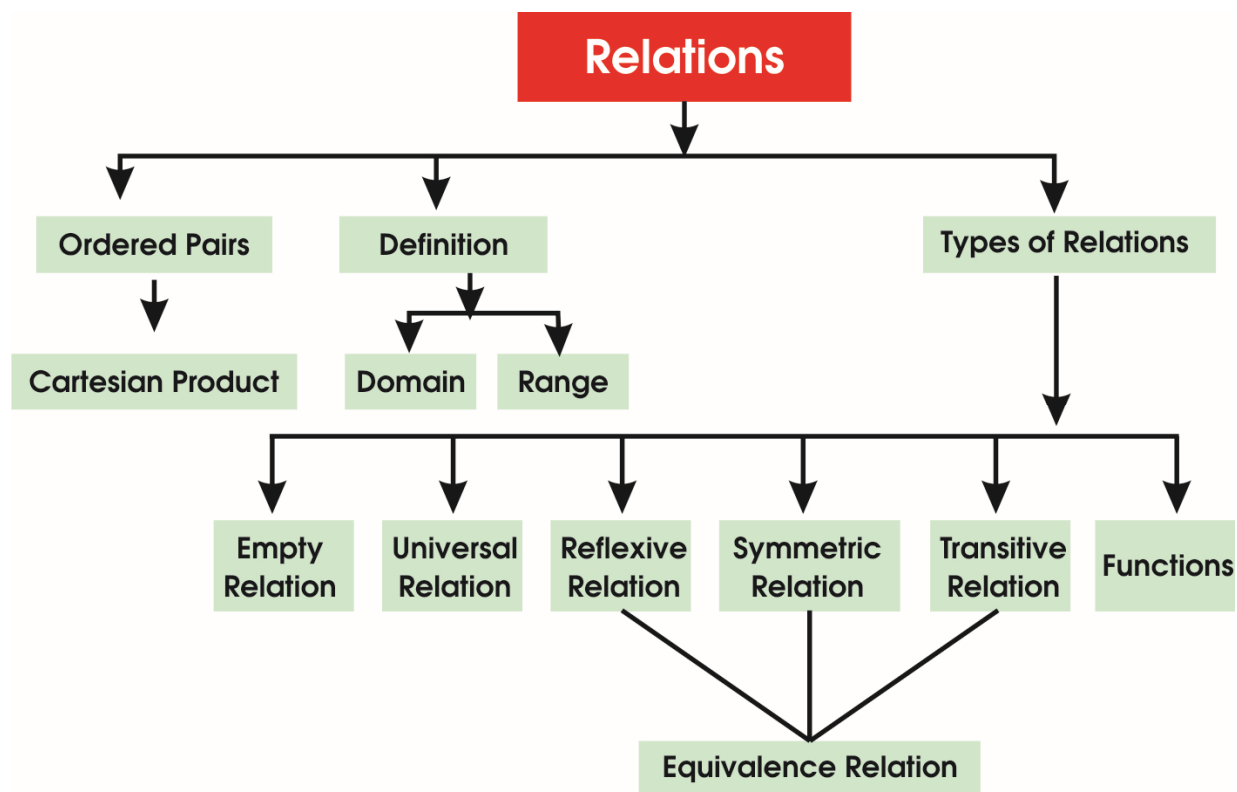 Relations
Ordered Pairs
Definition
Types of Relations
Cartesian Product
Domain
Range
Empty
Relation
Universal
Relation
Reflexive
Relation
Symmetric
Relation
Transitive
Relation
Functions
Equivalence Relation